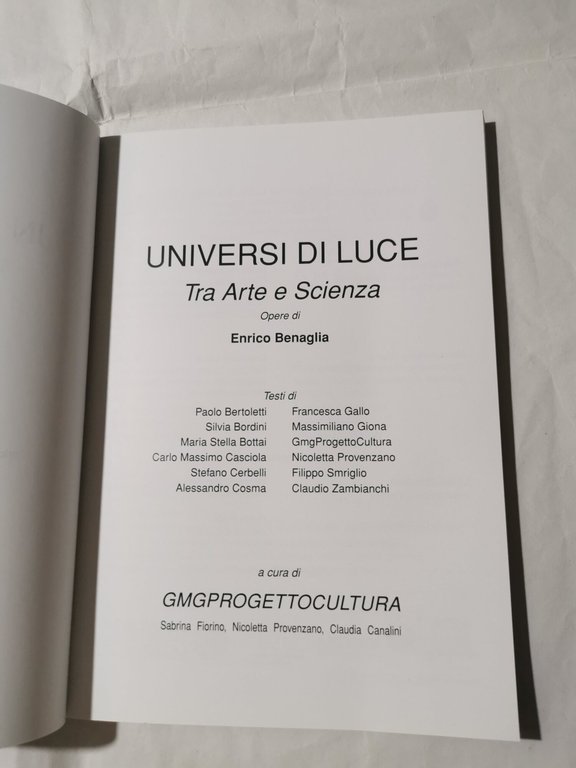 UNIVERSI DI LUCE
Tra Arte e Scienza
Opere di
Enrico Benaglia
Testi di
Paolo Bertoletti
Silvia Bordini
Maria Stella Bottai
Carlo Massimo Casciola
Stefano Cerbelli
Alessandro Cosma
Francesca Gallo
Massimiliano Giona
GmgProgettoCultura
Nicoletta Provenzano
Filippo Smriglio
Claudio Zambianchi
a cura di
GMGPROGETTOCULTURA
Sabrina Fiorino, Nicoletta Provenzano, Claudia Canalini